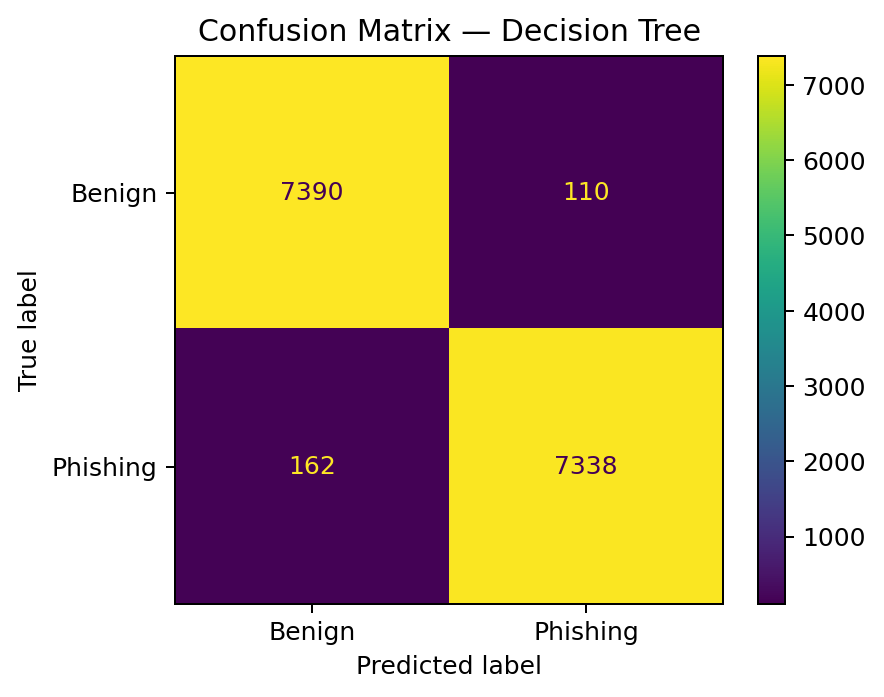 Confusion Matrix — Decision Tree
True label
Benign
Phishing
7390
110
162
7338
Benign
Phishing
Predicted label
7000
6000
5000
4000
3000
2000
1000